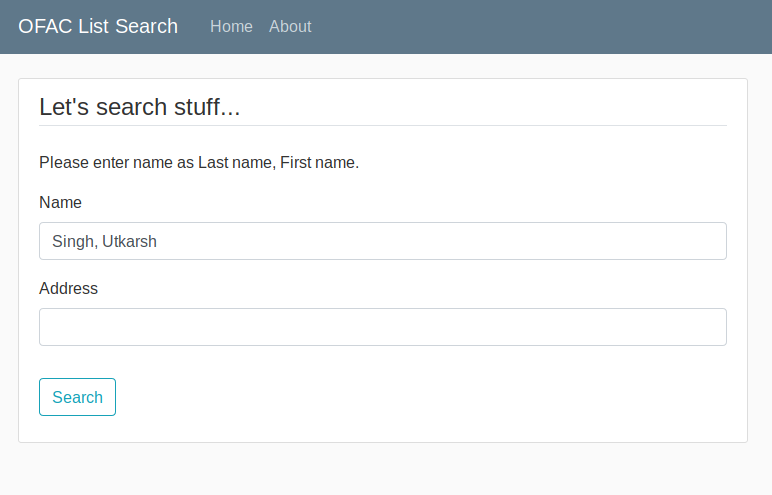 OFAC List Search Home About
Let's search stuff...
Please enter name as Last name, First name.
Name
Singh, Utkarsh
Address
Search